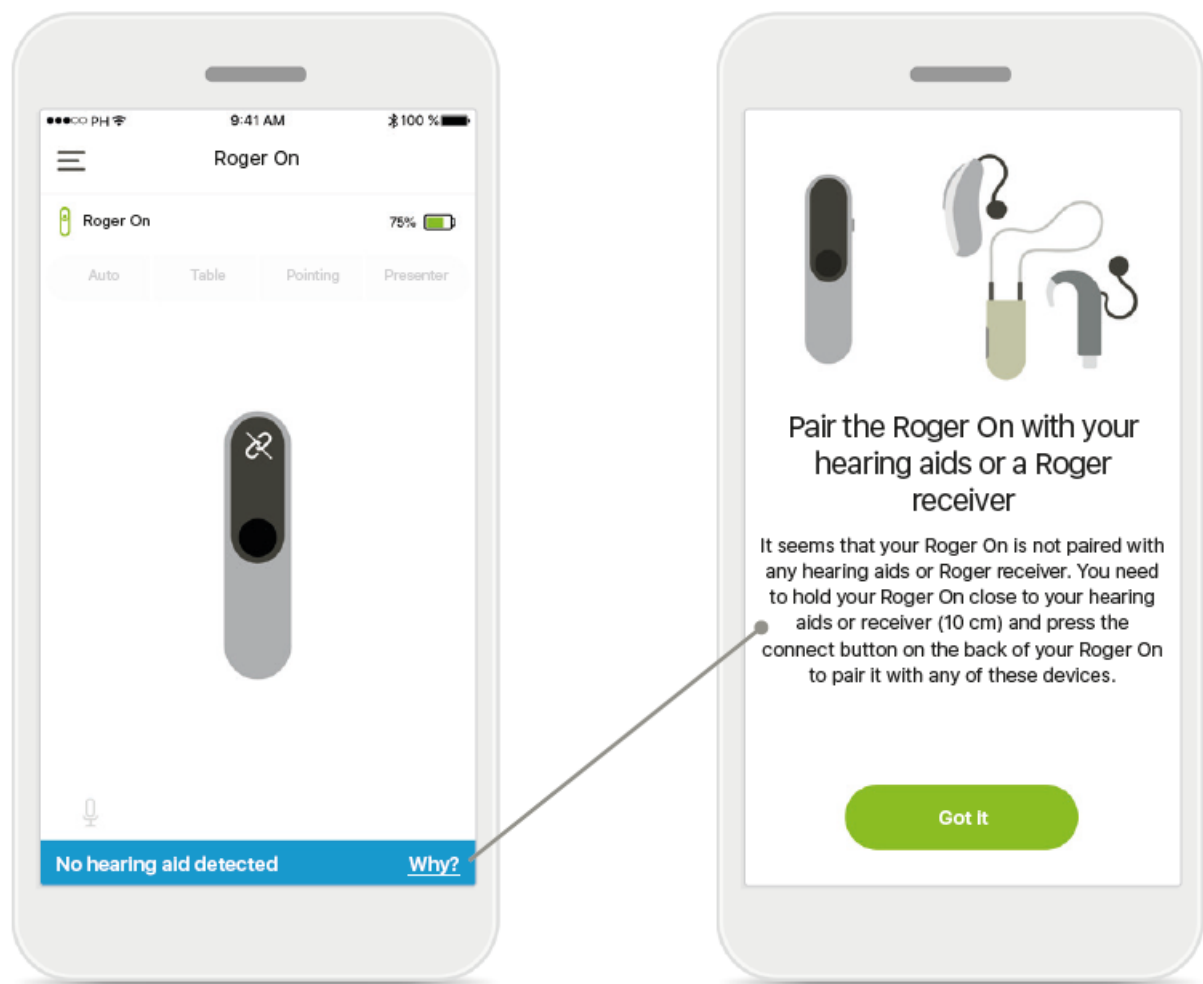 PH
9:41 AM
100 %
Roger On
Roger On
75%
Auto
Table
Pointing
Presenter
No hearing aid detected
Why?
Pair the Roger On with your
hearing aids or a Roger
receiver
It seems that your Roger On is not paired with
any hearing aids or Roger receiver. You need
to hold your Roger On close to your hearing
aids or receiver (10 cm) and press the
connect button on the back of your Roger On
to pair it with any of these devices.
Got it